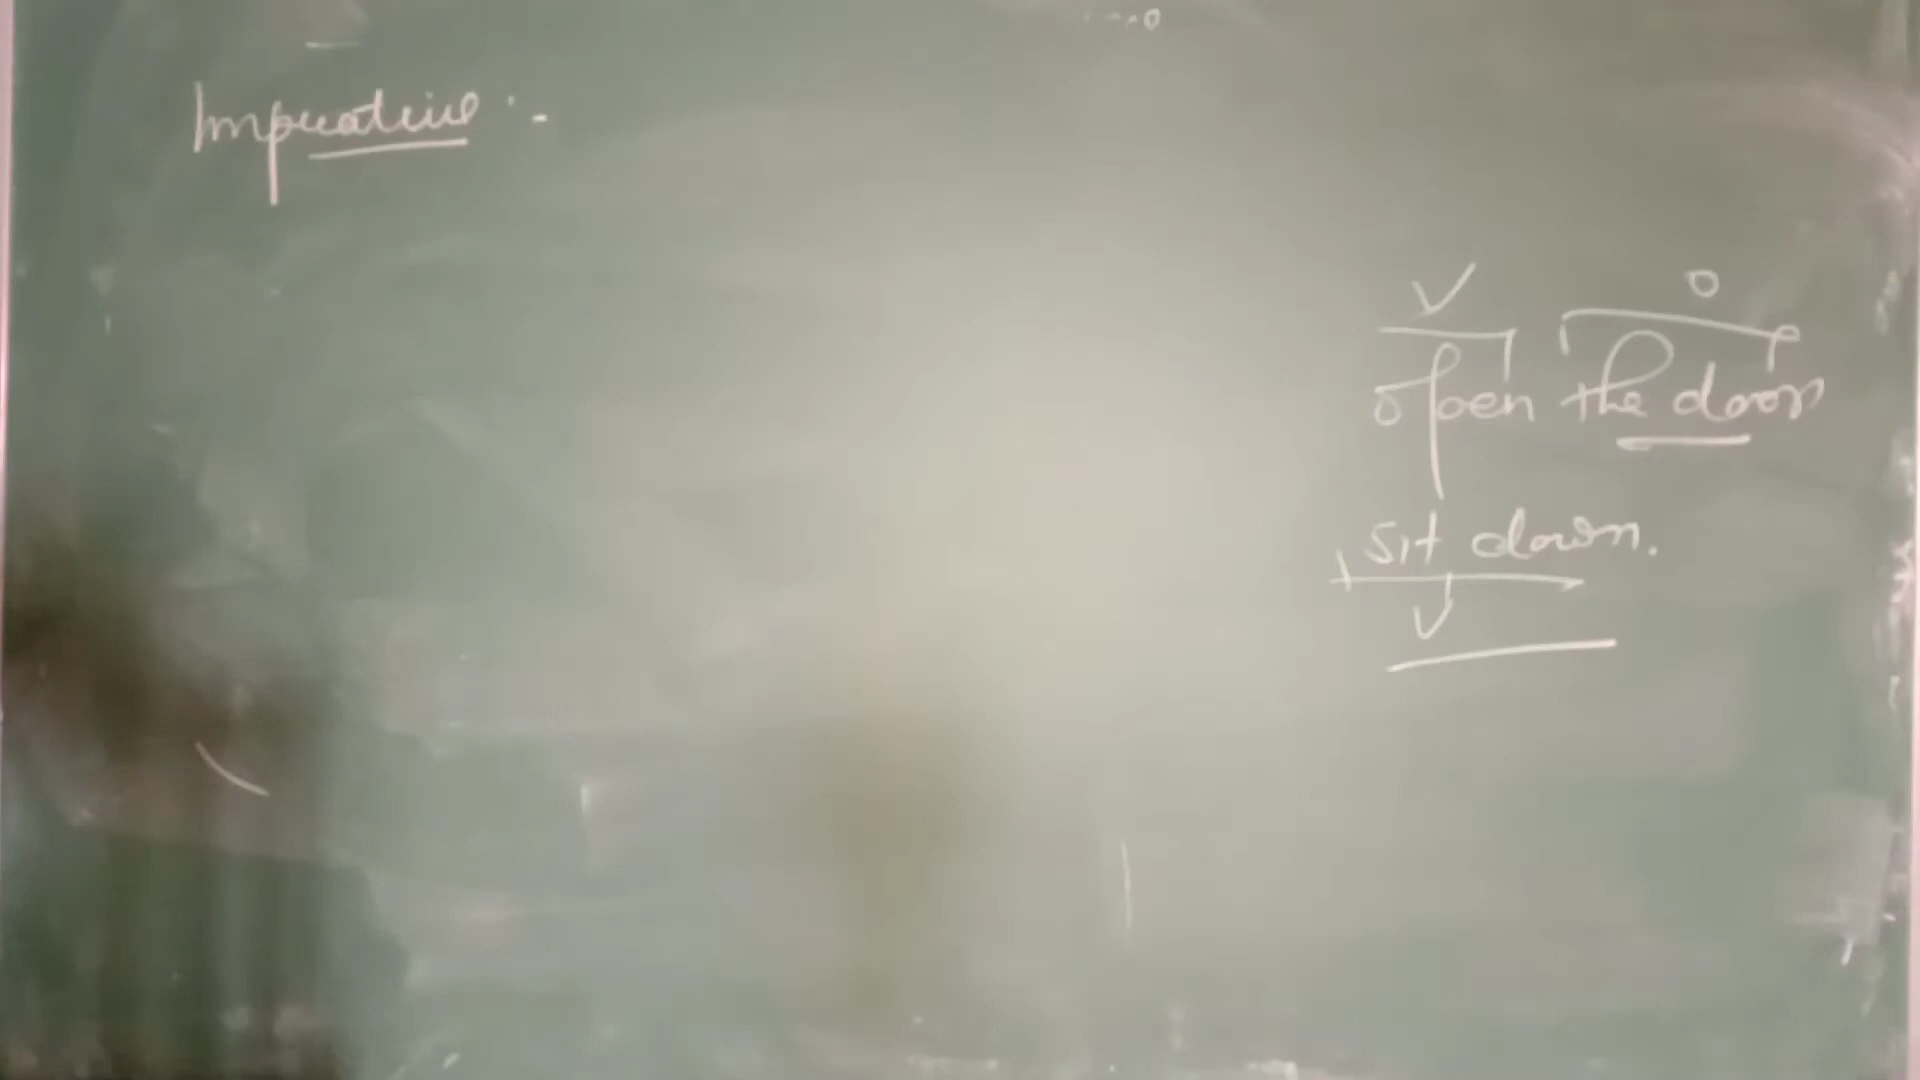 Imperative :-
V O
open the door
sit down.
V